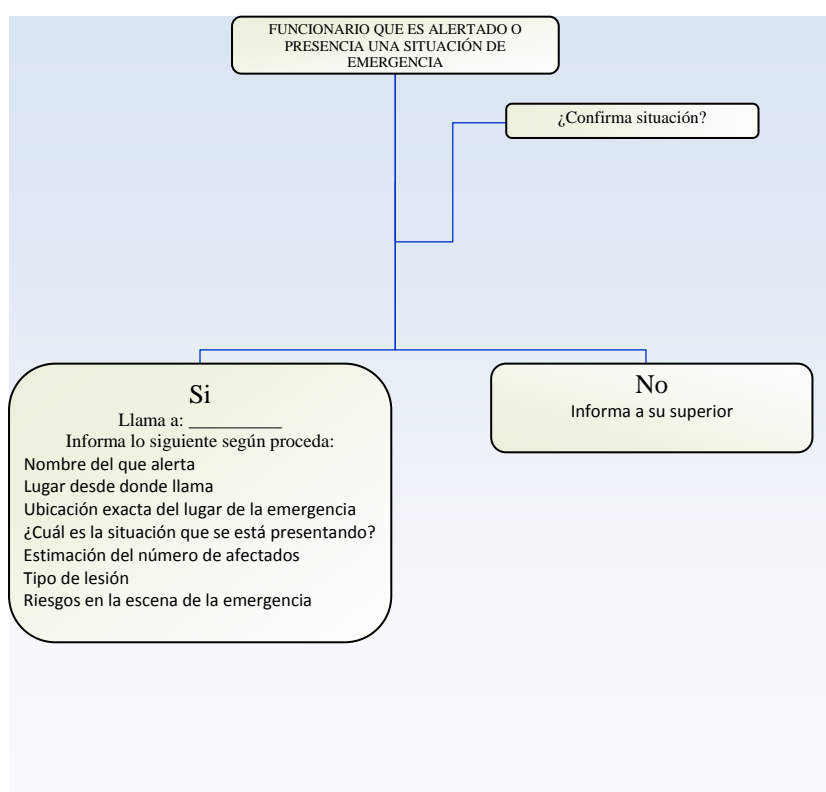 FUNCIONARIO QUE ES ALERTADO O
PRESENCIA UNA SITUACIÓN DE
EMERGENCIA
¿Confirma situación?
Si
Llama a: __________
Informa lo siguiente según proceda:
Nombre del que alerta
Lugar desde donde llama
Ubicación exacta del lugar de la emergencia
¿Cuál es la situación que se está presentando?
Estimación del número de afectados
Tipo de lesión
Riesgos en la escena de la emergencia
No
Informa a su superior